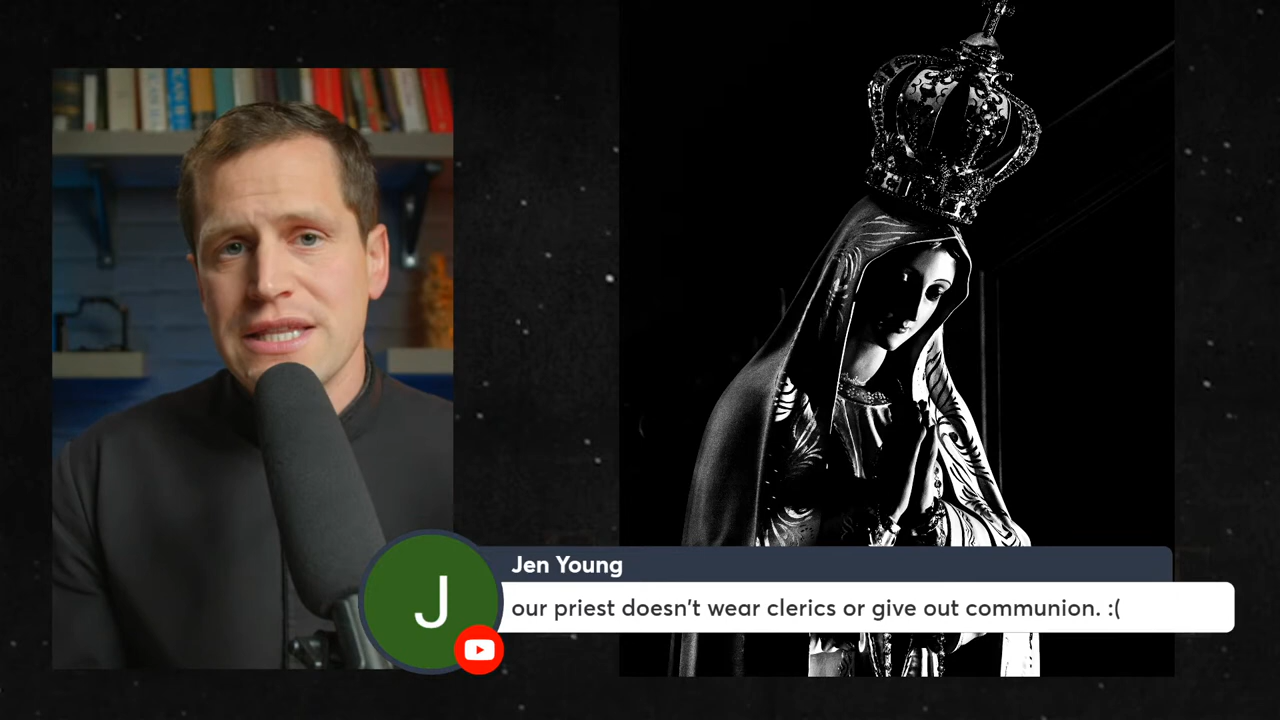 Jen Young
J
our priest doesn't wear clerics or give out communion. :(